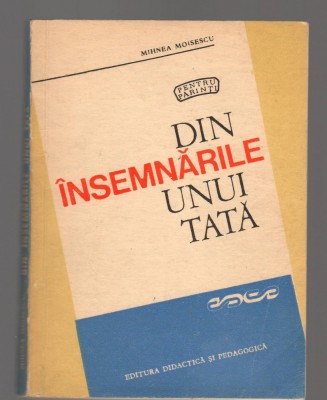 MIHNEA MOISESCU
PENTRU
PĂRINȚI
DIN
ÎNSEMNĂRILE
UNUI
TATĂ
EDITURA DIDACTICĂ ȘI PEDAGOGICĂ